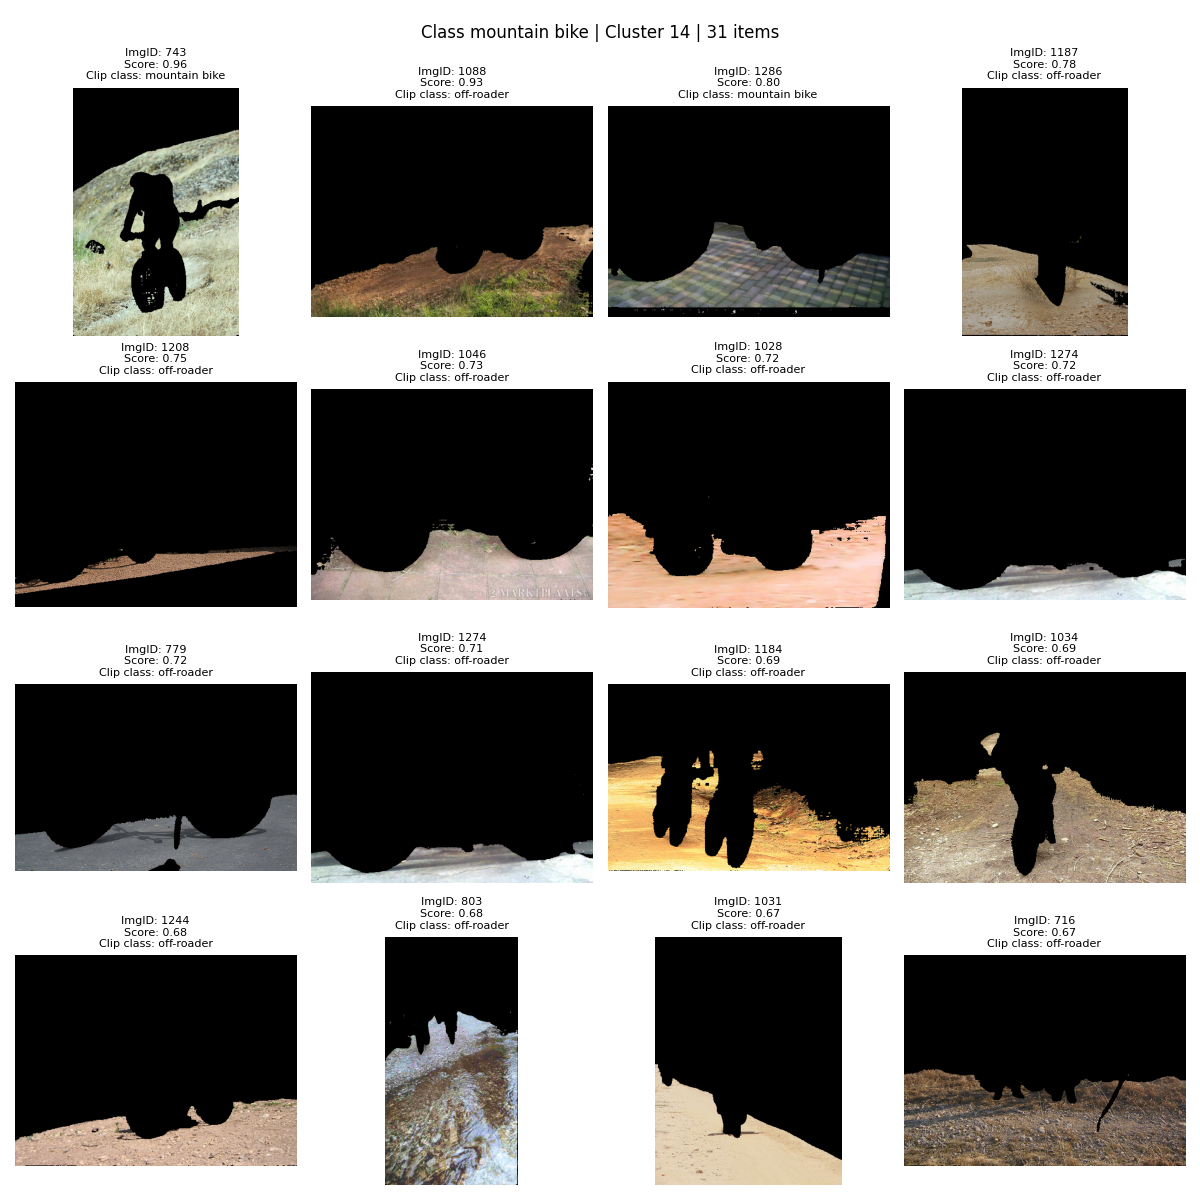 Class mountain bike | Cluster 14 | 31 items
ImgID: 743
Score: 0.96
Clip class: mountain bike
ImgID: 1088
Score: 0.93
Clip class: off-roader
ImgID: 1286
Score: 0.80
Clip class: mountain bike
ImgID: 1187
Score: 0.78
Clip class: off-roader
ImgID: 1208
Score: 0.75
Clip class: off-roader
ImgID: 1046
Score: 0.73
Clip class: off-roader
ImgID: 1028
Score: 0.72
Clip class: off-roader
ImgID: 1274
Score: 0.72
Clip class: off-roader
ImgID: 779
Score: 0.72
Clip class: off-roader
ImgID: 1274
Score: 0.71
Clip class: off-roader
ImgID: 1184
Score: 0.69
Clip class: off-roader
ImgID: 1034
Score: 0.69
Clip class: off-roader
ImgID: 1244
Score: 0.68
Clip class: off-roader
ImgID: 803
Score: 0.68
Clip class: off-roader
ImgID: 1031
Score: 0.67
Clip class: off-roader
ImgID: 716
Score: 0.67
Clip class: off-roader